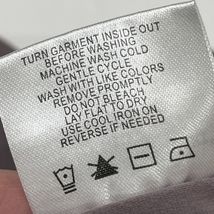 TURN GARMENT INSIDE OUT
BEFORE WASHING
MACHINE WASH COLD
GENTLE CYCLE
WASH WITH LIKE COLORS
REMOVE PROMPTLY
DO NOT BLEACH
LAY FLAT TO DRY
USE COOL IRON ON
REVERSE IF NEEDED